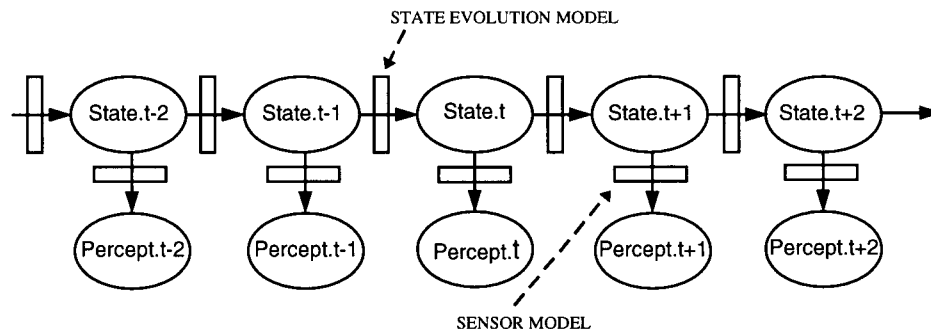 STATE EVOLUTION MODEL
State.t-2 State.t-1 State.t State.t+1 State.t+2
Percept.t-2 Percept.t-1 Percept.t Percept.t+1 Percept.t+2
SENSOR MODEL